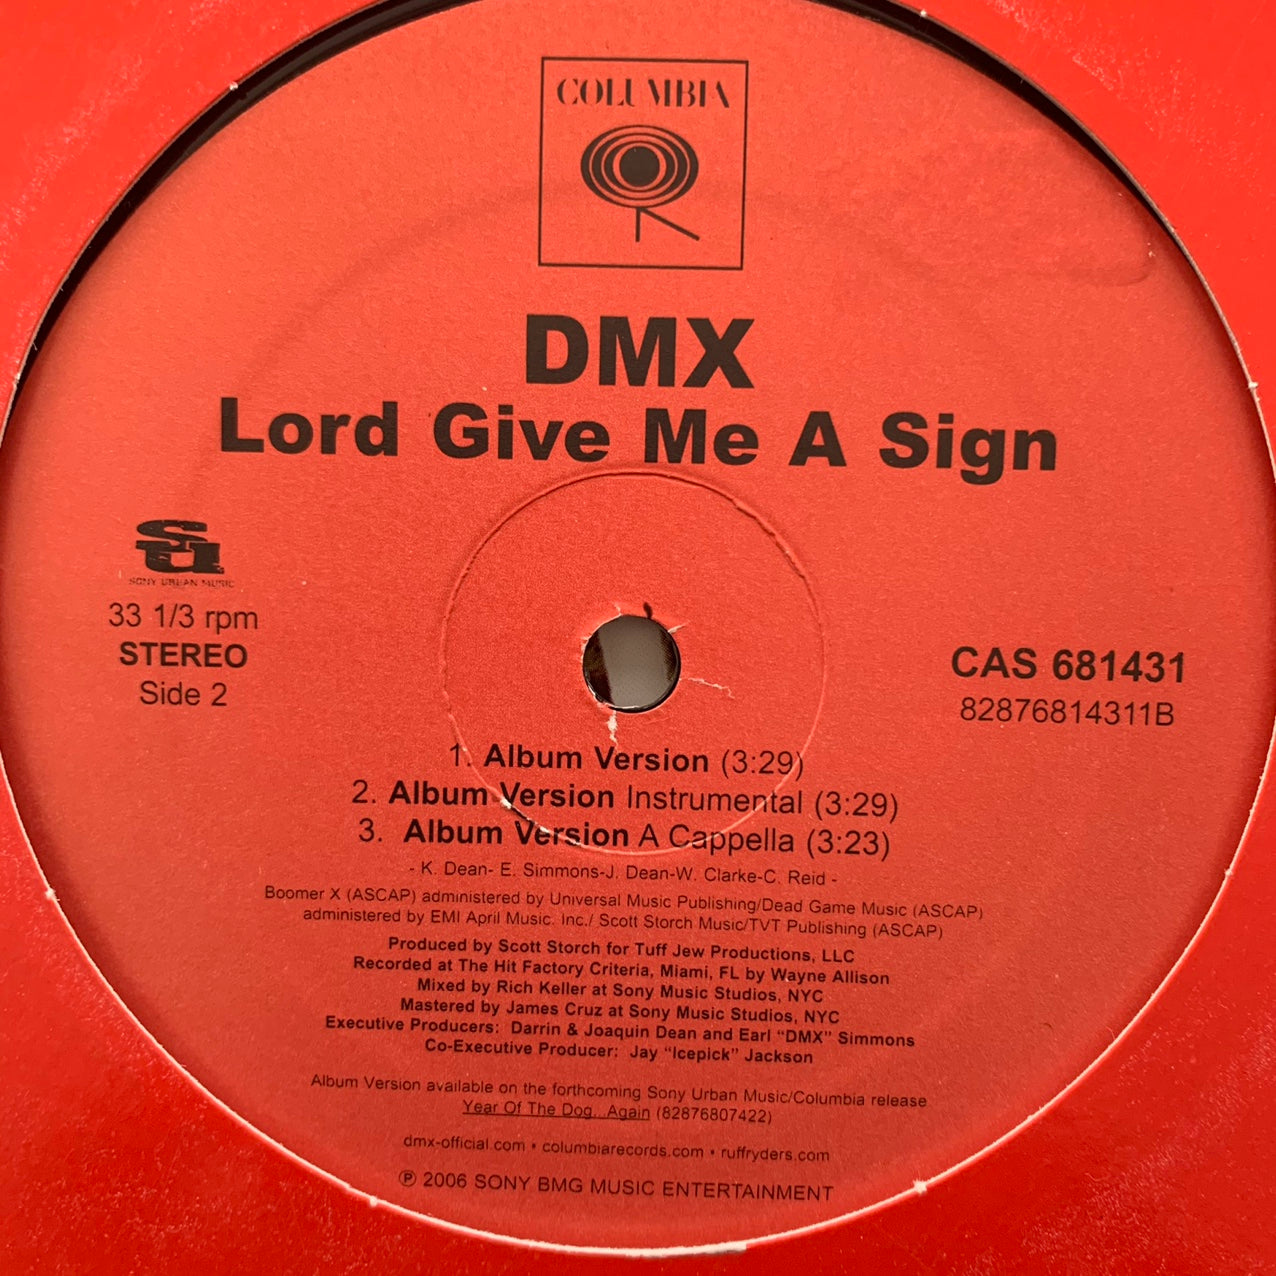 COLUMBIA
DMX
Lord Give Me A Sign
SU
SONY URBAN MUSIC
33 1/3 rpm
STEREO
Side 2
CAS 681431
82876814311B
1. Album Version (3:29)
2. Album Version Instrumental (3:29)
3. Album Version A Cappella (3:23)
- K. Dean- E. Simmons-J. Dean-W. Clarke-C. Reid -
Boomer X (ASCAP) administered by Universal Music Publishing/Dead Game Music (ASCAP)
administered by EMI April Music. Inc./ Scott Storch Music/TVT Publishing (ASCAP)
Produced by Scott Storch for Tuff Jew Productions, LLC
Recorded at The Hit Factory Criteria, Miami, FL by Wayne Allison
Mixed by Rich Keller at Sony Music Studios, NYC
Mastered by James Cruz at Sony Music Studios, NYC
Executive Producers: Darrin & Joaquin Dean and Earl “DMX” Simmons
Co-Executive Producer: Jay “Icepick” Jackson
Album Version available on the forthcoming Sony Urban Music/Columbia release
Year Of The Dog...Again (82876807422)
dmx-official.com • columbiarecords.com • ruffryders.com
℗ 2006 SONY BMG MUSIC ENTERTAINMENT